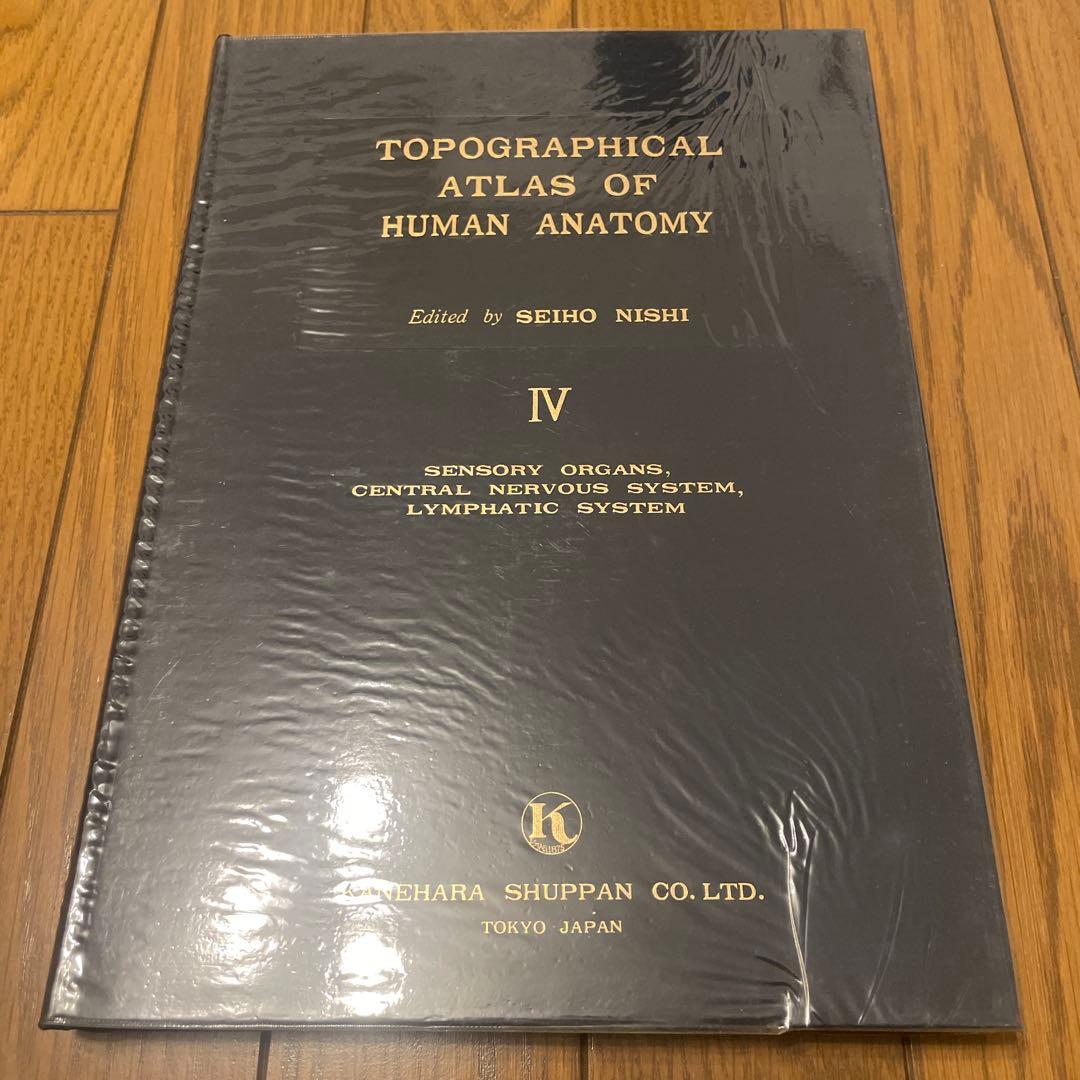 TOPOGRAPHICAL
ATLAS OF
HUMAN ANATOMY
Edited by SEIHO NISHI
IV
SENSORY ORGANS,
CENTRAL NERVOUS SYSTEM,
LYMPHATIC SYSTEM
K
KANEHARA SHUPPAN CO. LTD.
TOKYO JAPAN